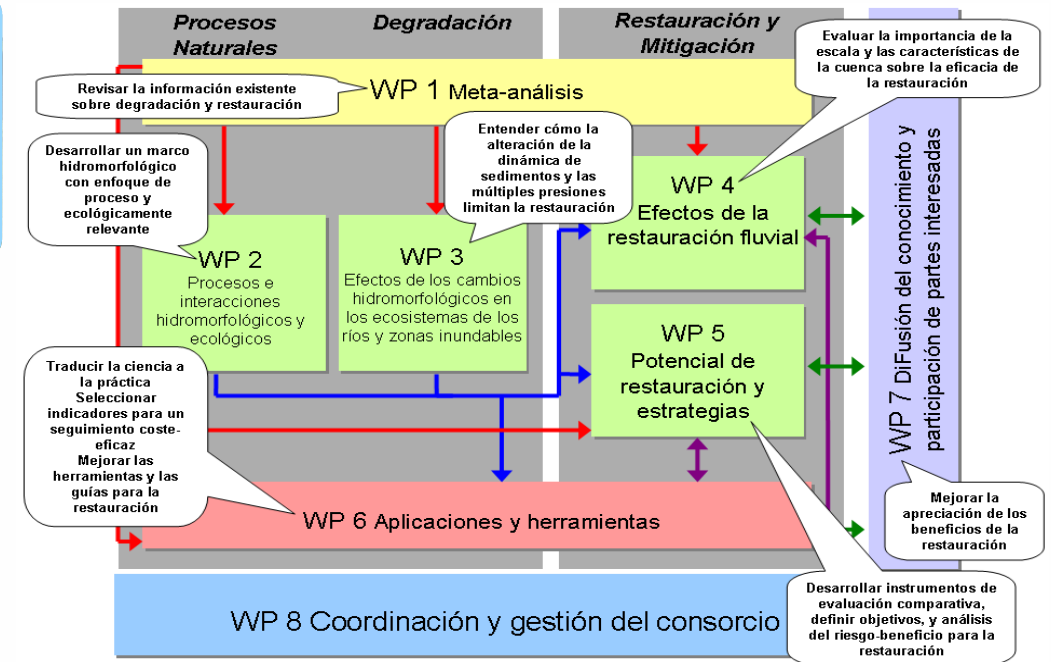 Procesos
Naturales
Degradación
Restauración y
Mitigación
Evaluar la importancia de la
escala y las características de
la cuenca sobre la eficacia de
la restauración
Revisar la información existente
sobre degradación y restauración
WP 1 Meta-análisis
Desarrollar un marco
hidromorfológico
con enfoque de
proceso y
ecológicamente
relevante
Entender cómo la
alteración de la
dinámica de
sedimentos y las
múltiples presiones
limitan la restauración
WP 2
Procesos e
interacciones
hidromorfológicos y
ecológicos
WP 3
Efectos de los cambios
hidromorfológicos en
los ecosistemas de los
ríos y zonas inundables
WP 4
Efectos de la
restauración fluvial
WP 5
Potencial de
restauración y
estrategias
WP 7 DiFusión del conocimiento y
participación de partes interesadas
Traducir la ciencia a
la práctica
Seleccionar
indicadores para un
seguimiento coste-
eficaz
Mejorar las
herramientas y las
guías para la
restauración
WP 6 Aplicaciones y herramientas
Mejorar la
apreciación de los
beneficios de la
restauración
Desarrollar instrumentos de
evaluación comparativa,
definir objetivos, y análisis
del riesgo-beneficio para la
restauración
WP 8 Coordinación y gestión del consorcio